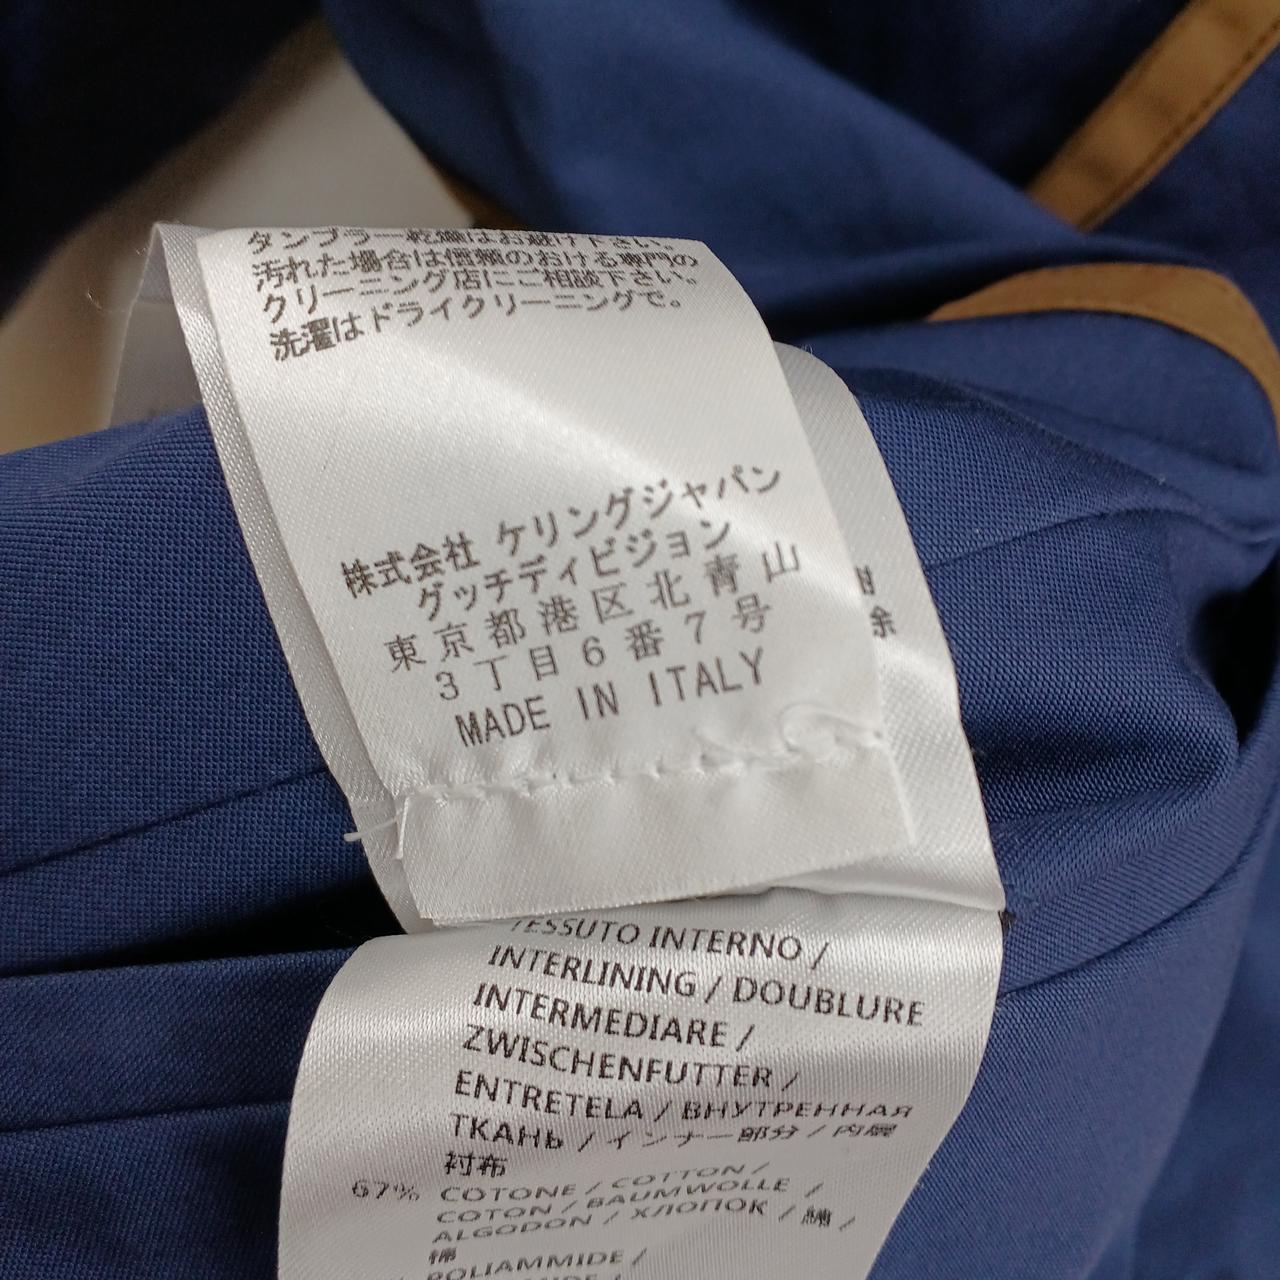 タンブラー乾燥はお避け下さい。
汚れた場合は信頼のおける専門の
クリーニング店にご相談下さい。
洗濯はドライクリーニングで。
株式会社 ケリングジャパン
グッチディビジョン
東京都港区北青山
3丁目6番7号
MADE IN ITALY
余
TESSUTO INTERNO /
INTERLINING / DOUBLURE
INTERMEDIARE /
ZWISCHENFUTTER /
ENTRETELA / ВНУТРЕННАЯ
ТКАНЬ / インナー部分 / 内層
衬布
67% COTONE / COTTON /
COTON / BAUMWOLLE /
ALGODON / ХЛОПОК / 綿 /
棉
POLIAMMIDE /